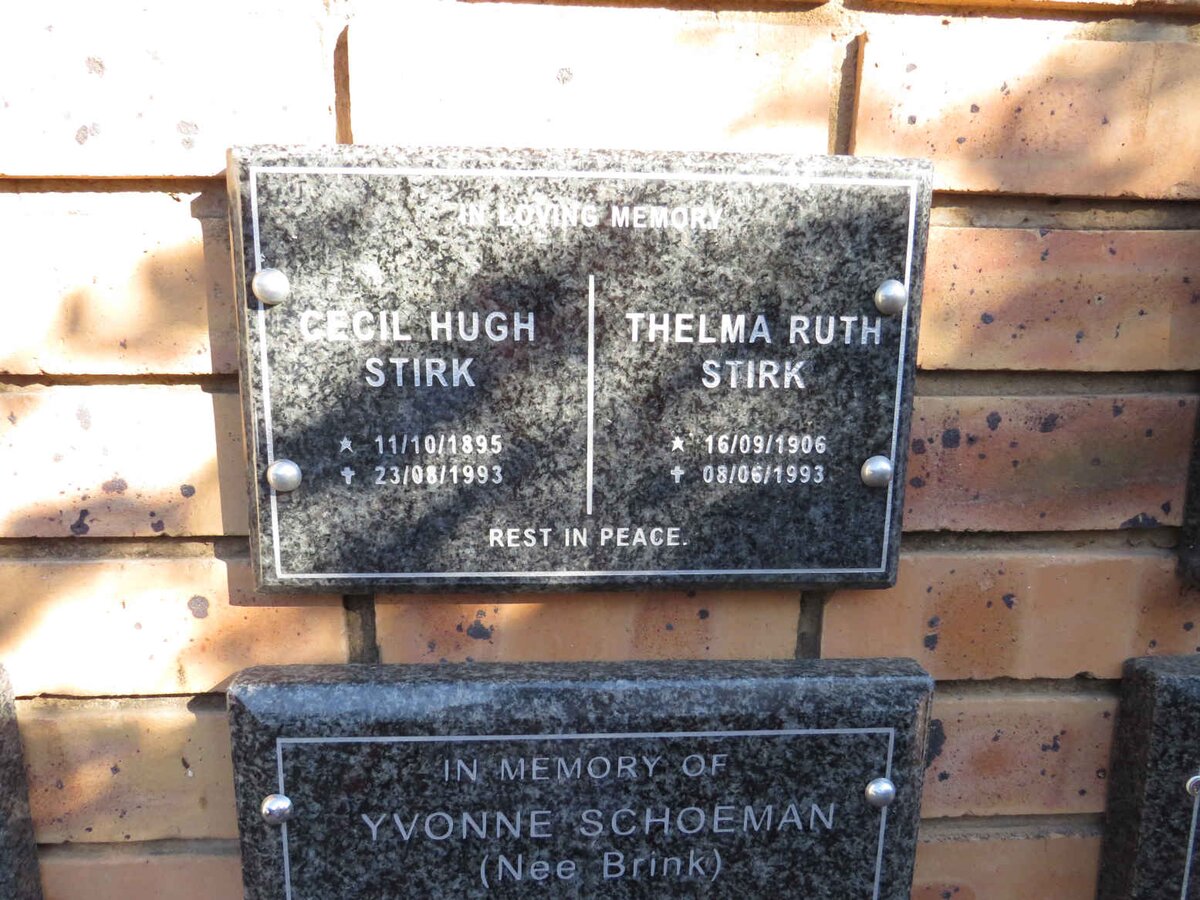 IN LOVING MEMORY
CECIL HUGH
STIRK
11/10/1895
23/08/1993
THELMA RUTH
STIRK
16/09/1906
08/06/1993
REST IN PEACE.
IN MEMORY OF
YVONNE SCHOEMAN
(Nee Brink)